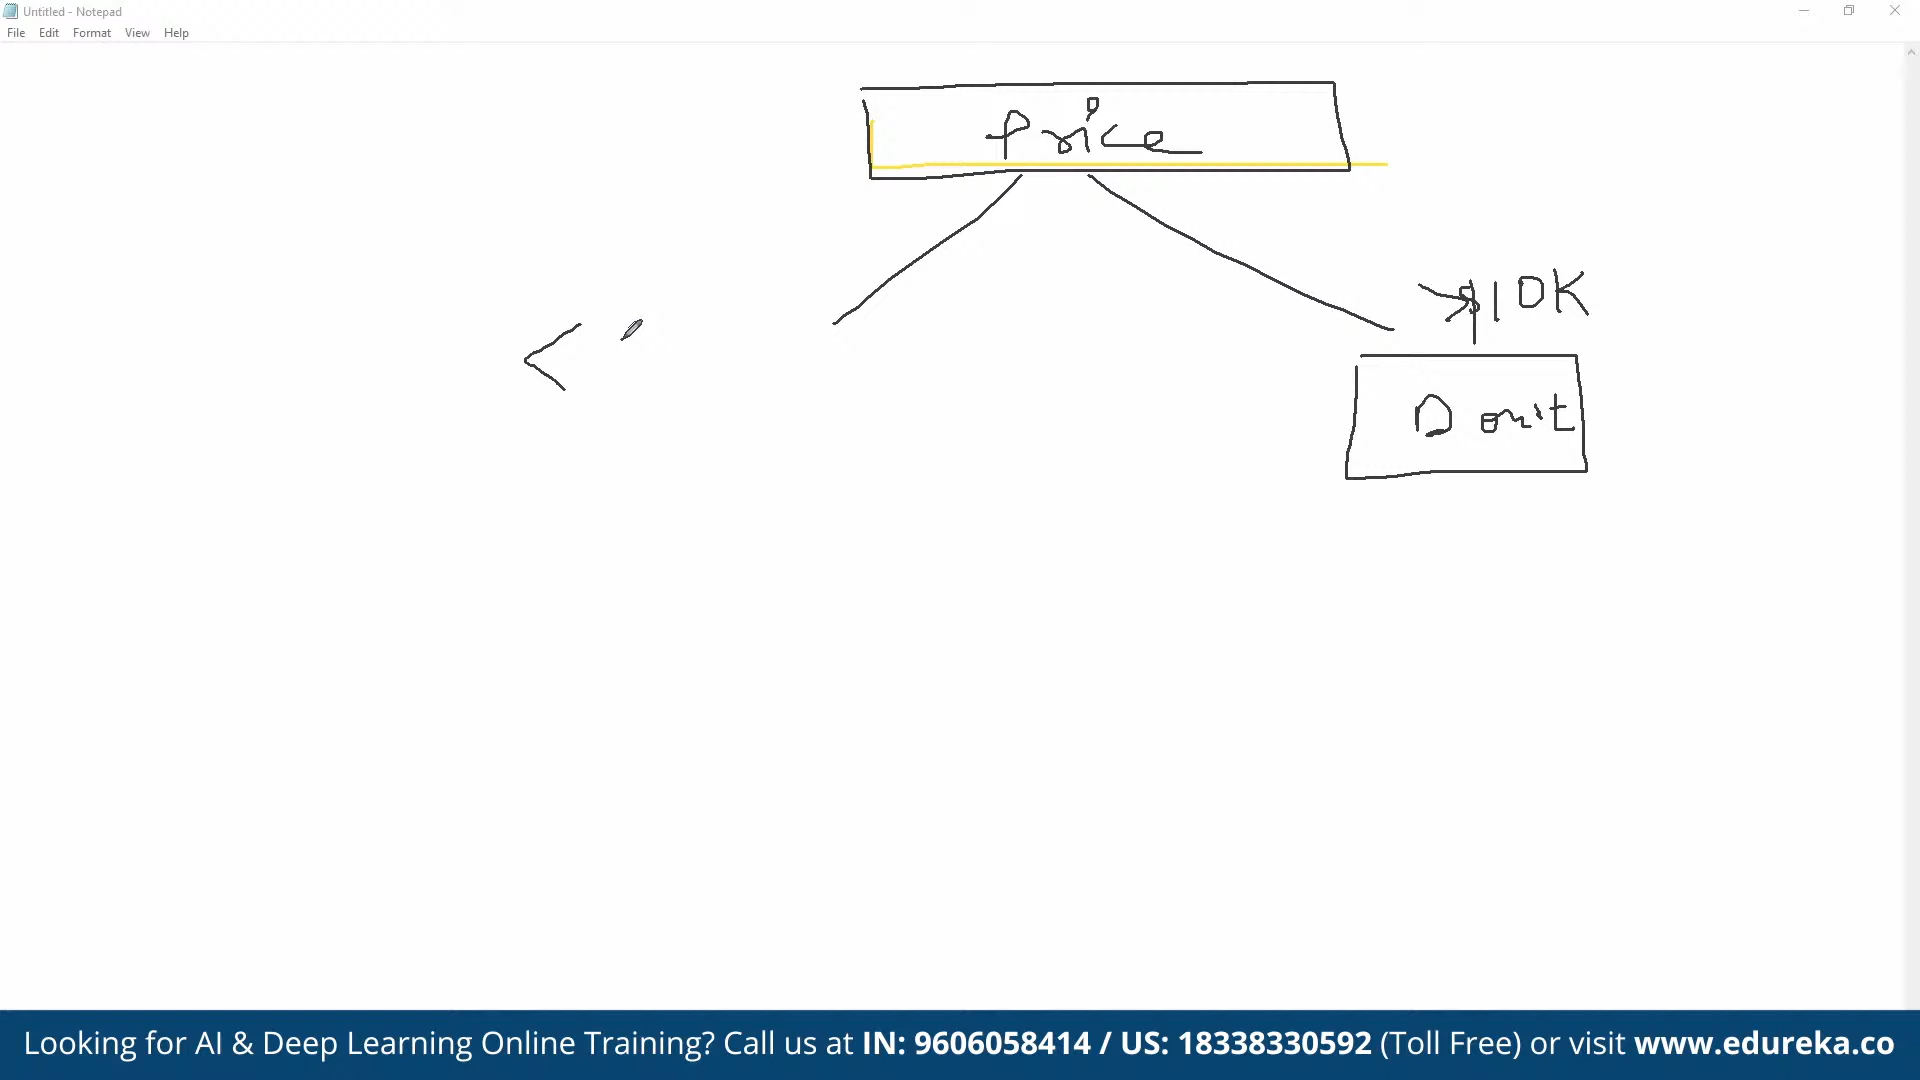 Untitled - Notepad
File Edit Format View Help
Price
>$10K
<
Don't
Looking for AI & Deep Learning Online Training? Call us at IN: 9606058414 / US: 18338330592 (Toll Free) or visit www.edureka.co